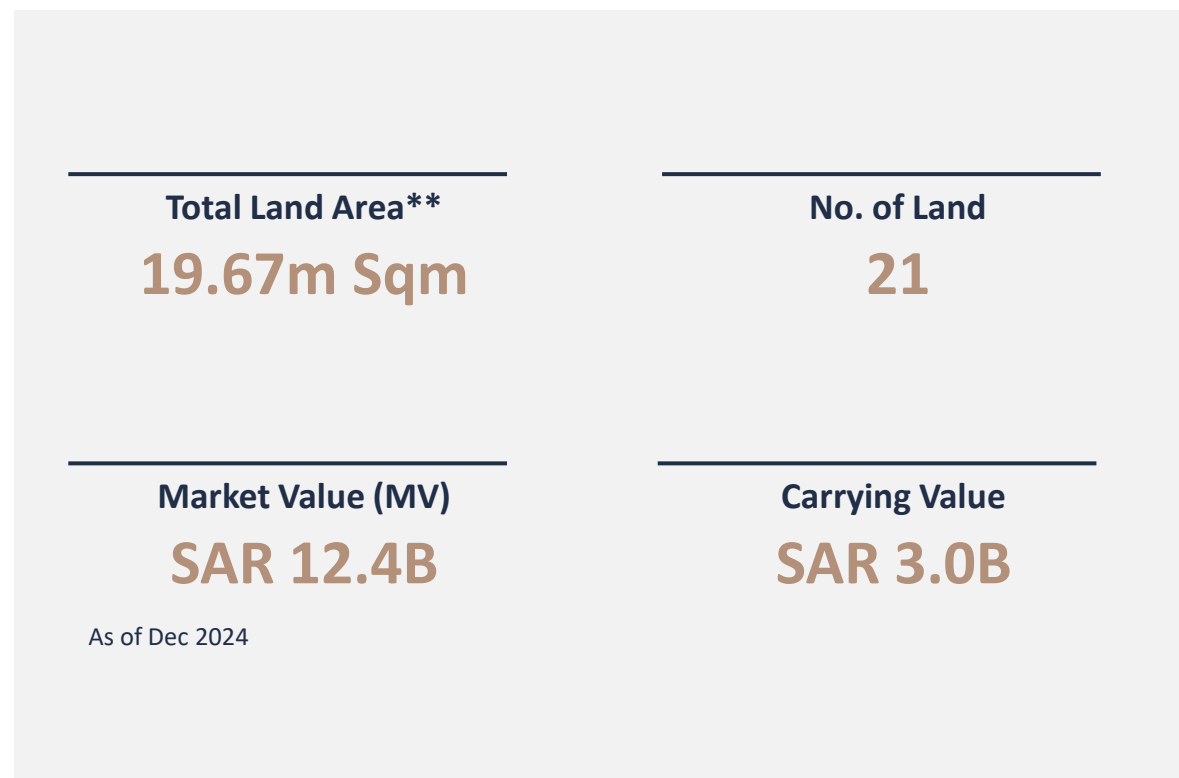 Total Land Area**
19.67m Sqm
No. of Land
21
Market Value (MV)
SAR 12.4B
As of Dec 2024
Carrying Value
SAR 3.0B